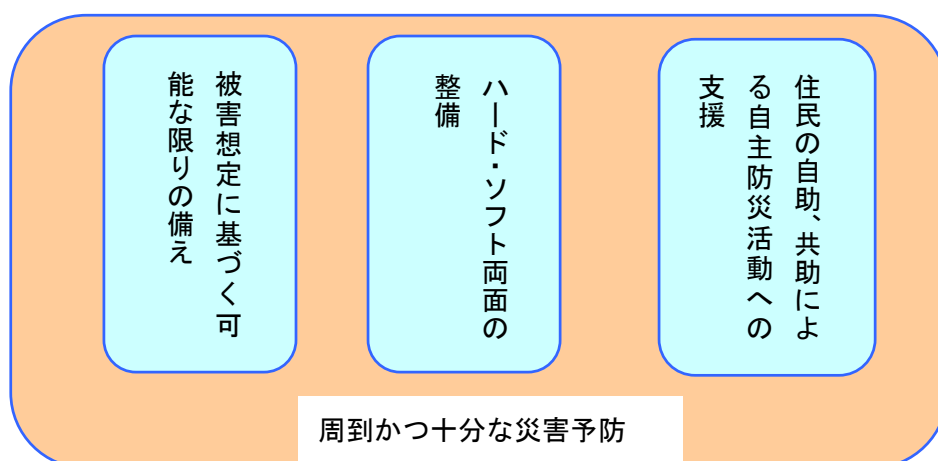 住民の自助、共助によ
る自主防災活動への
支援
ハード・ソフト両面の
整備
被害想定に基づく可
能な限りの備え
周到かつ十分な災害予防